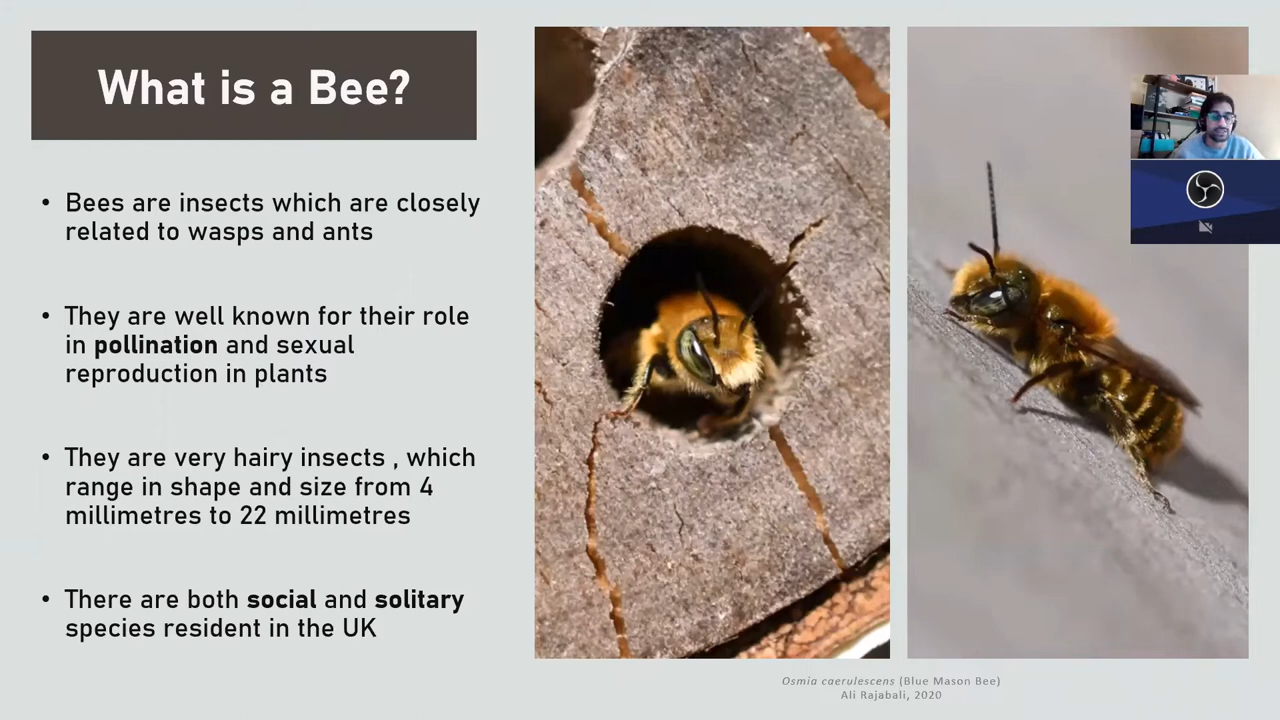 What is a Bee?
• Bees are insects which are closely
related to wasps and ants
• They are well known for their role
in pollination and sexual
reproduction in plants
• They are very hairy insects , which
range in shape and size from 4
millimetres to 22 millimetres
• There are both social and solitary
species resident in the UK
Osmia caerulescens (Blue Mason Bee)
Ali Rajabali, 2020